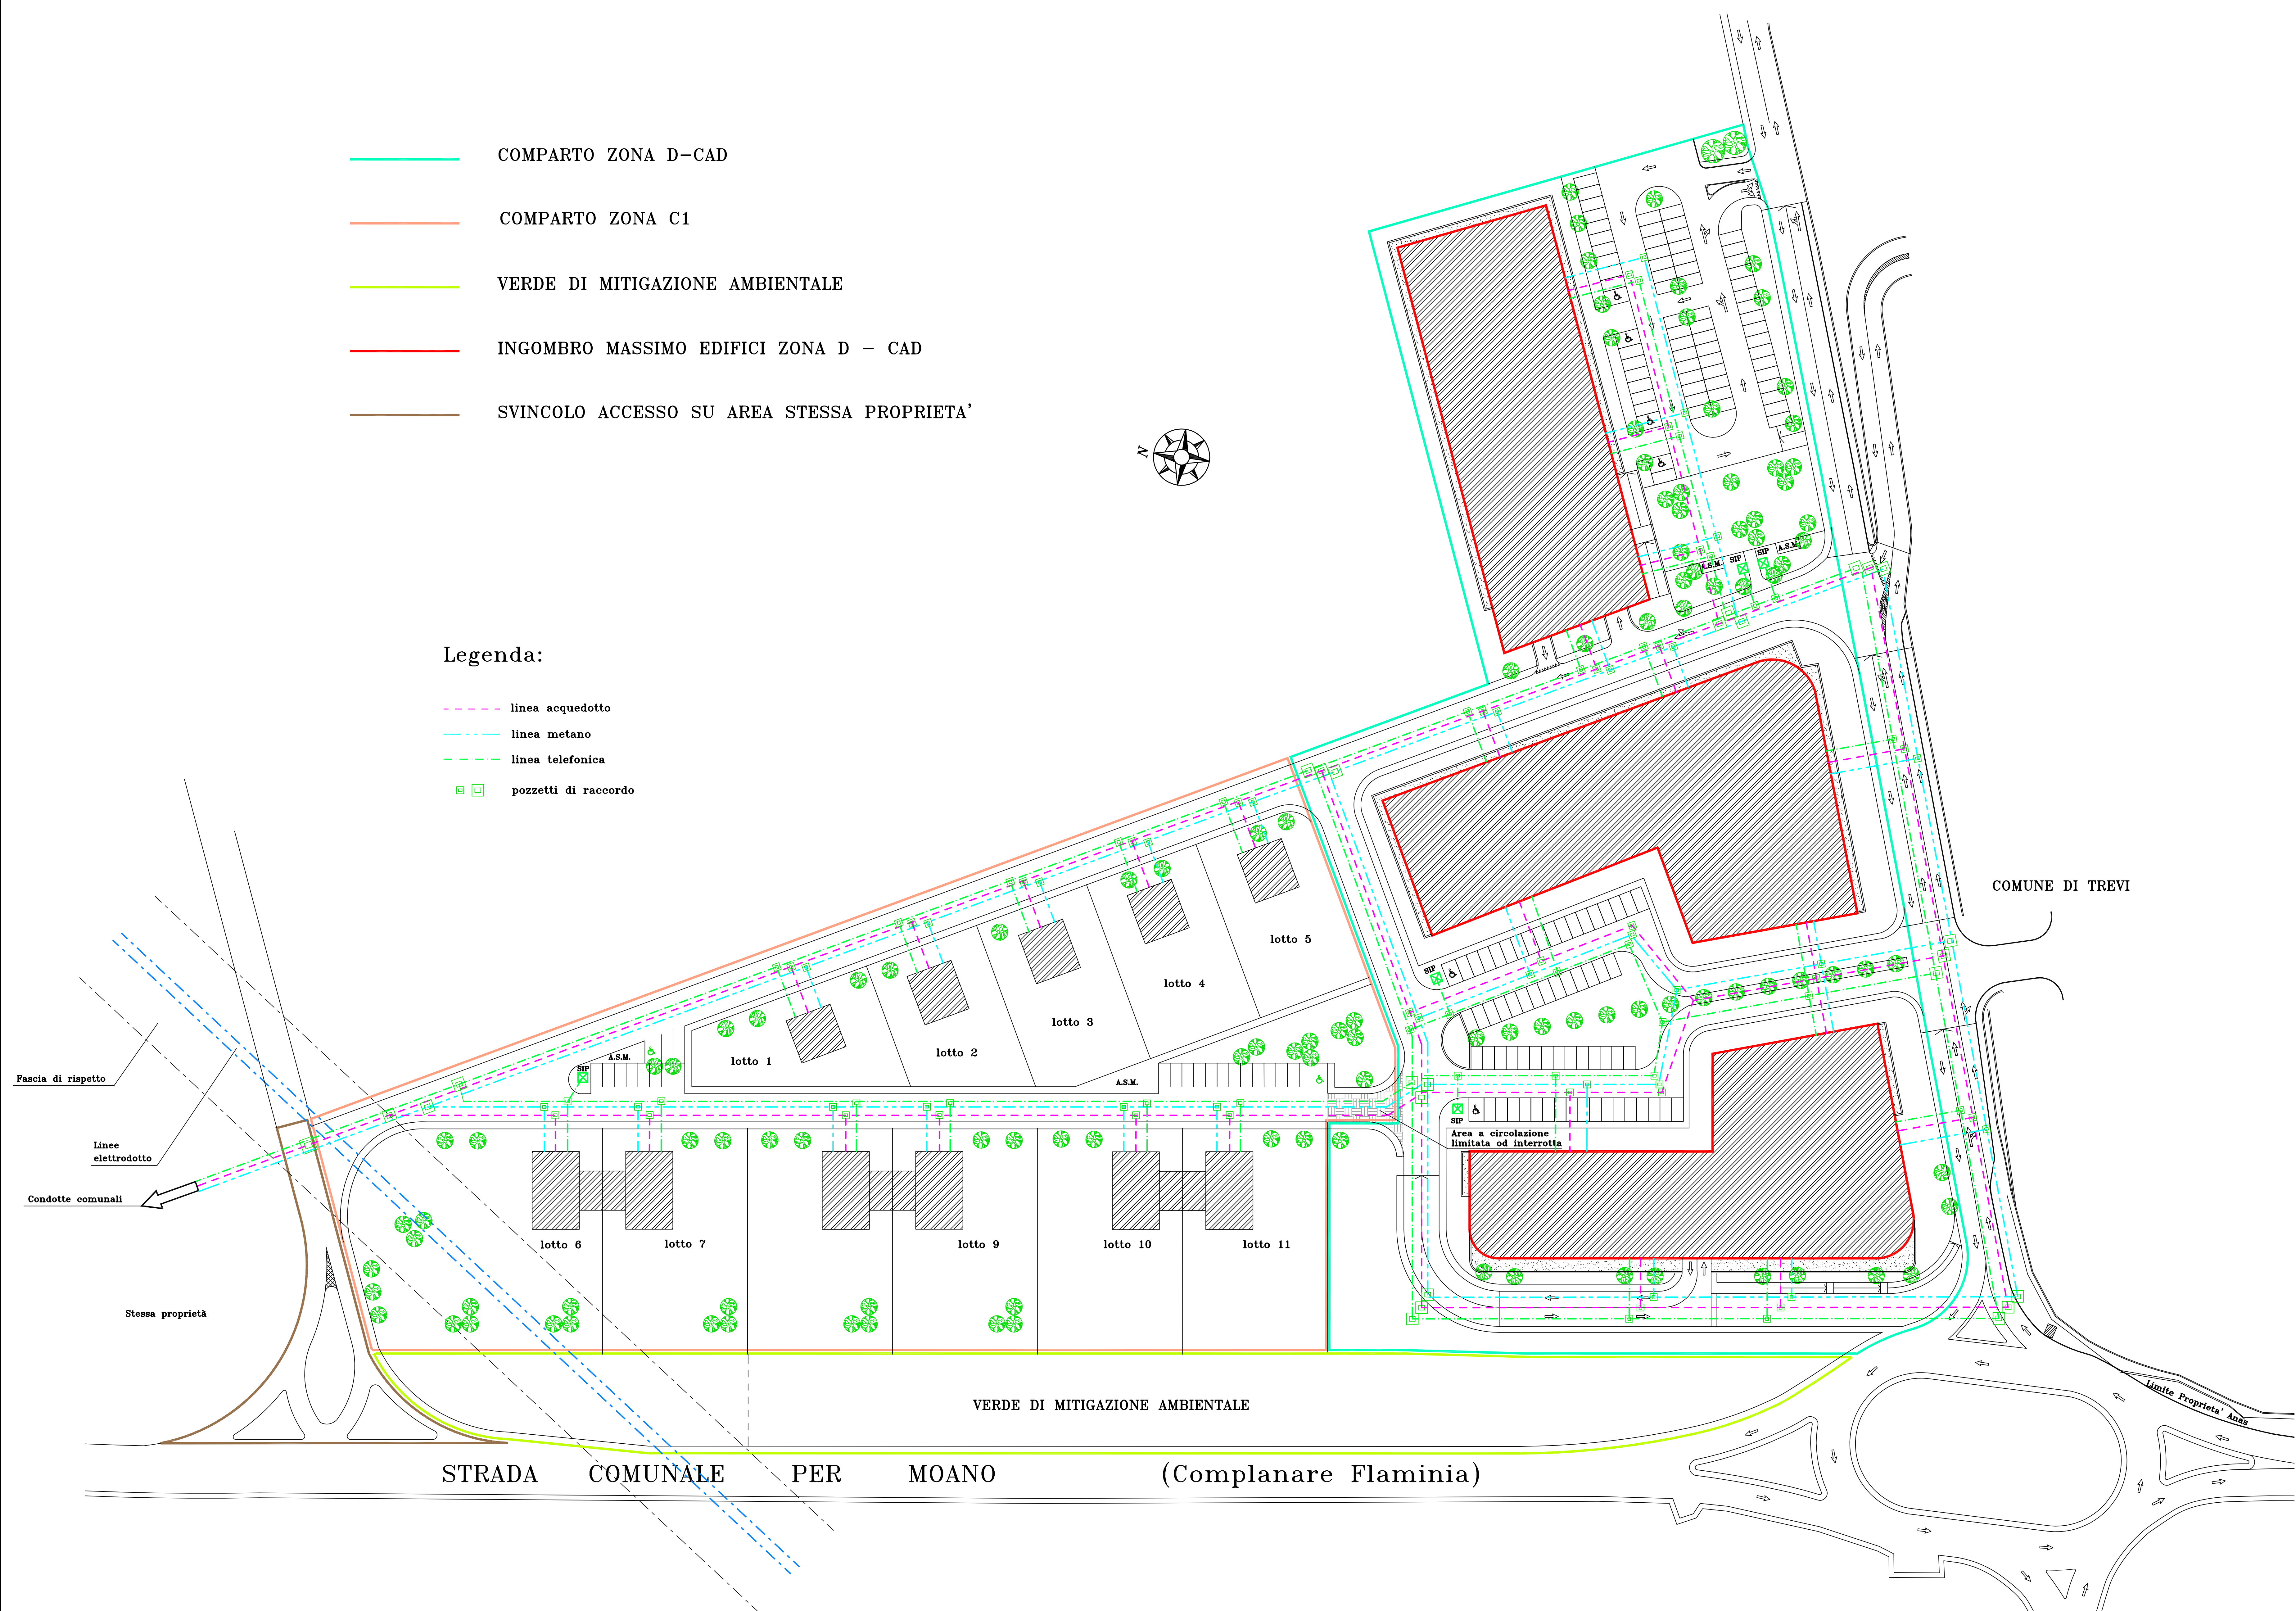 COMPARTO ZONA D-CAD
COMPARTO ZONA C1
VERDE DI MITIGAZIONE AMBIENTALE
INGOMBRO MASSIMO EDIFICI ZONA D - CAD
SVINCOLO ACCESSO SU AREA STESSA PROPRIETA'
N
Legenda:
linea acquedotto
linea metano
linea telefonica
pozzetti di raccordo
A.S.M.
SIP
SIP
A.S.M.
COMUNE DI TREVI
lotto 5
lotto 4
lotto 3
lotto 2
lotto 1
SIP
A.S.M.
SIP
A.S.M.
SIP
Area a circolazione
limitata od interrotta
Fascia di rispetto
Linee
elettrodotto
Condotte comunali
Stessa proprietà
lotto 6
lotto 7
lotto 9
lotto 10
lotto 11
VERDE DI MITIGAZIONE AMBIENTALE
Limite Proprieta' Anas
STRADA COMUNALE PER MOANO (Complanare Flaminia)